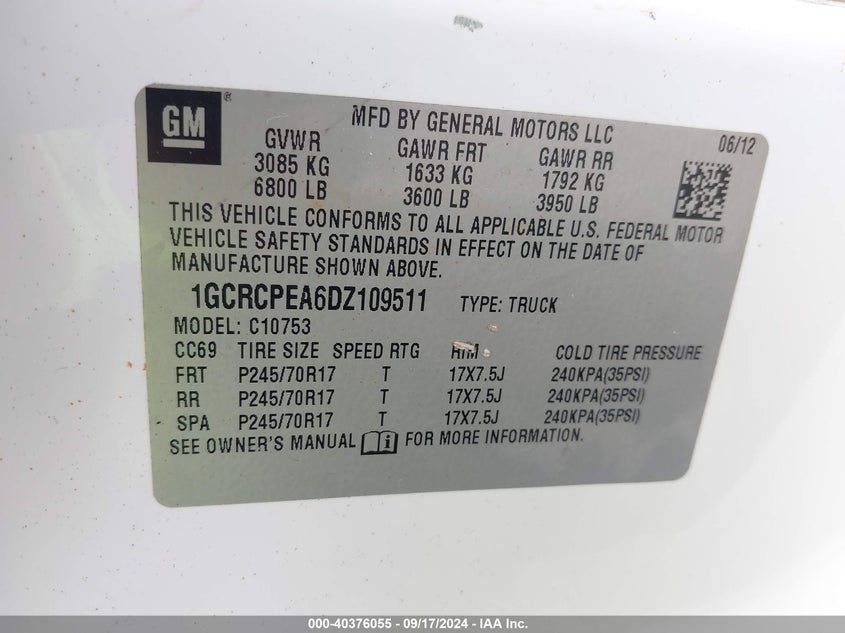 GM ®
MFD BY GENERAL MOTORS LLC
06/12
GVWR GAWR FRT GAWR RR
3085 KG 1633 KG 1792 KG
6800 LB 3600 LB 3950 LB
THIS VEHICLE CONFORMS TO ALL APPLICABLE U.S. FEDERAL MOTOR
VEHICLE SAFETY STANDARDS IN EFFECT ON THE DATE OF
MANUFACTURE SHOWN ABOVE.
1GCRCPEA6DZ109511 TYPE: TRUCK
MODEL: C10753
CC69 TIRE SIZE SPEED RTG RIM COLD TIRE PRESSURE
FRT P245/70R17 T 17X7.5J 240KPA(35PSI)
RR P245/70R17 T 17X7.5J 240KPA(35PSI)
SPA P245/70R17 T 17X7.5J 240KPA(35PSI)
SEE OWNER'S MANUAL i FOR MORE INFORMATION.
000-40376055 - 09/17/2024 - IAA Inc.